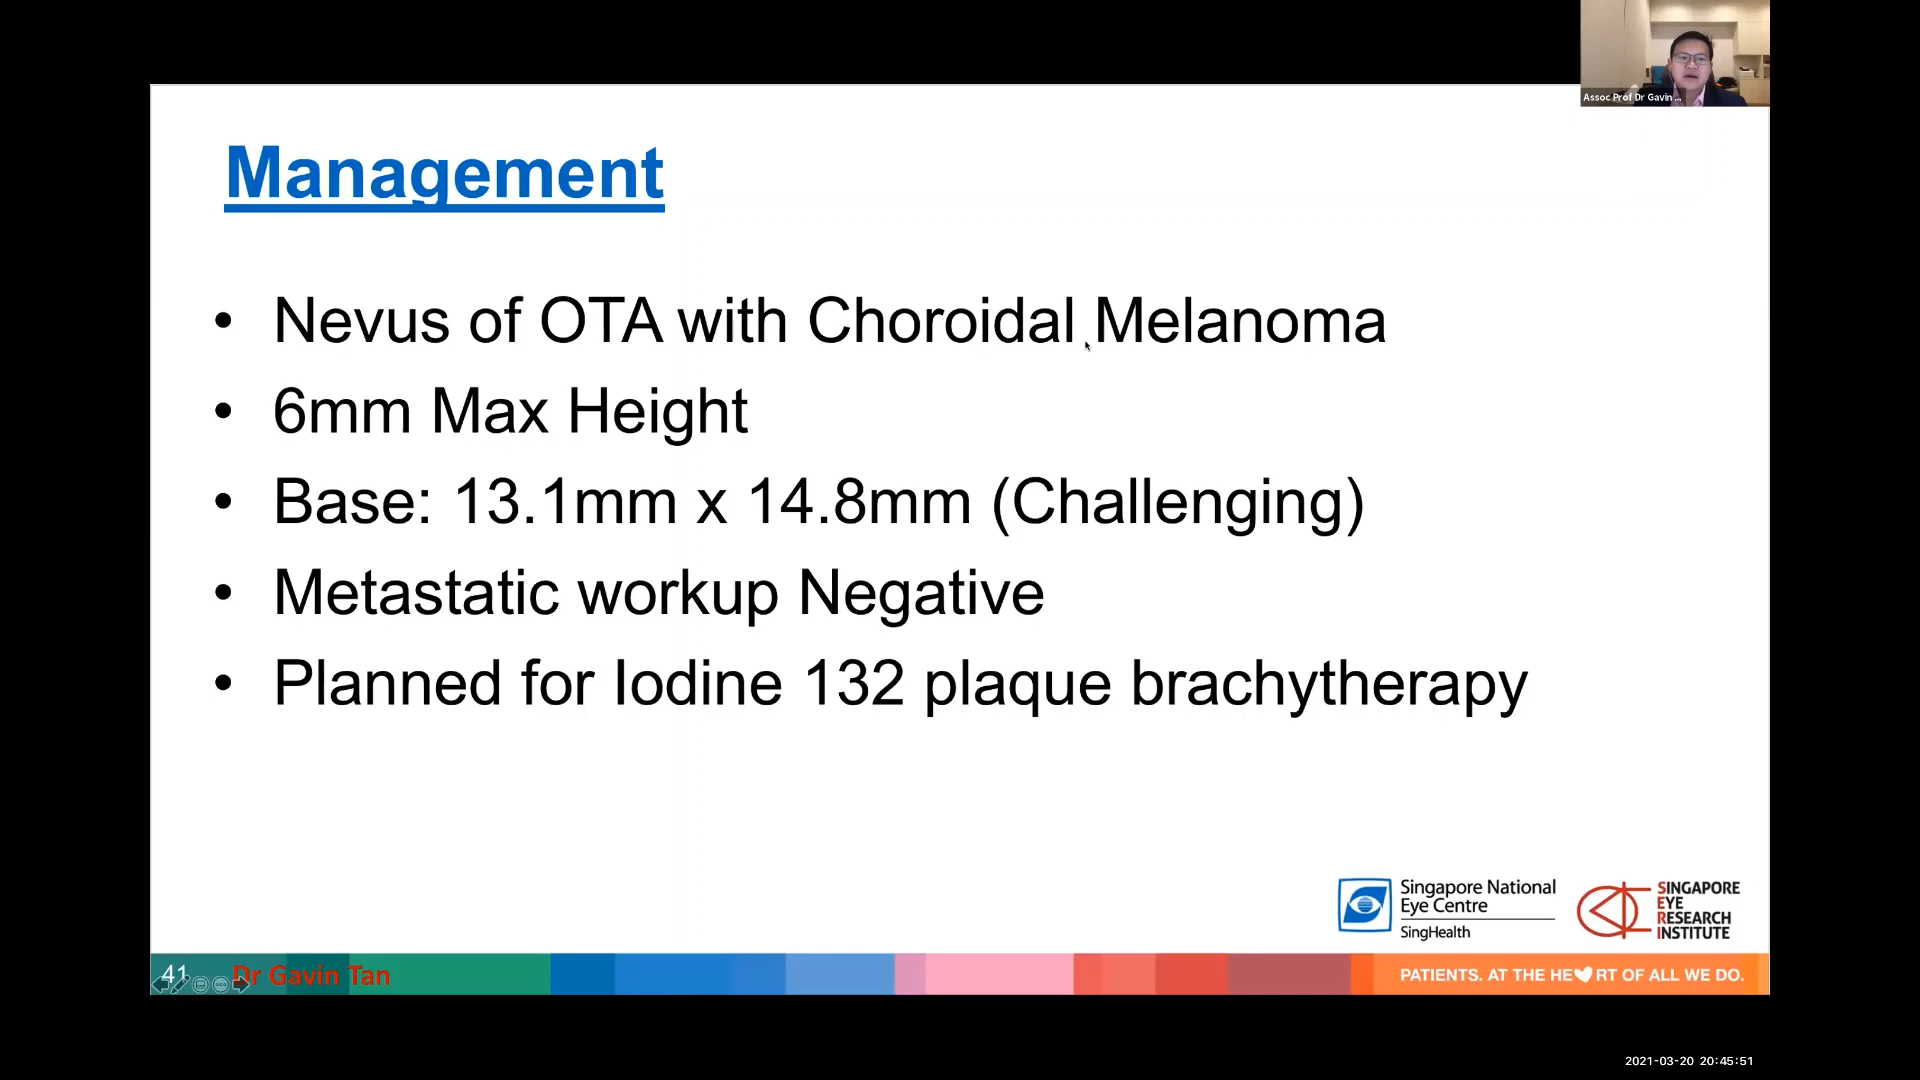 Assoc Prof Dr Gavin ...
Management
• Nevus of OTA with Choroidal Melanoma
• 6mm Max Height
• Base: 13.1mm x 14.8mm (Challenging)
• Metastatic workup Negative
• Planned for Iodine 132 plaque brachytherapy
Singapore National
Eye Centre
SingHealth
SINGAPORE
EYE
RESEARCH
INSTITUTE
41
Dr Gavin Tan
PATIENTS. AT THE HE♥RT OF ALL WE DO.
2021-03-20 20:45:51